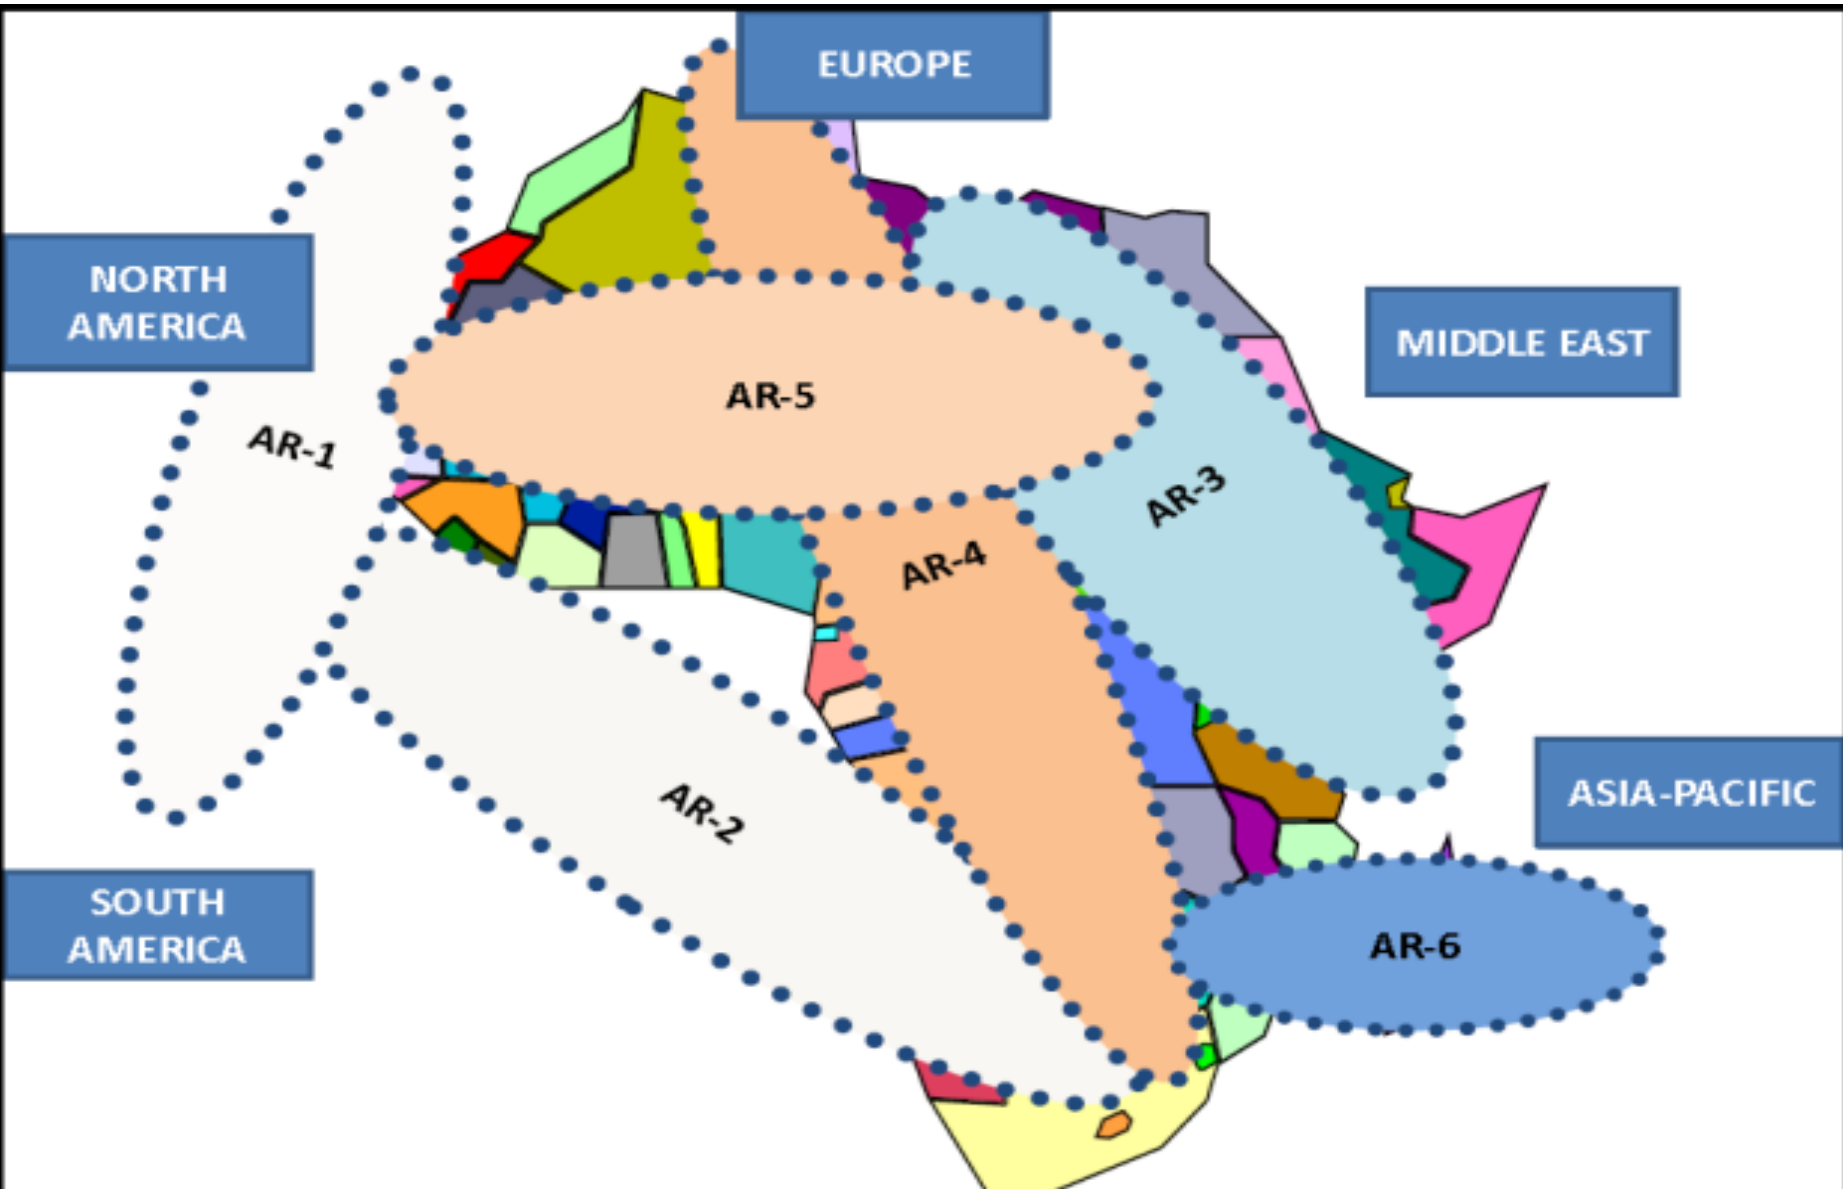 EUROPE
NORTH
AMERICA
MIDDLE EAST
AR-5
AR-1
AR-3
AR-4
ASIA-PACIFIC
AR-2
SOUTH
AMERICA
AR-6